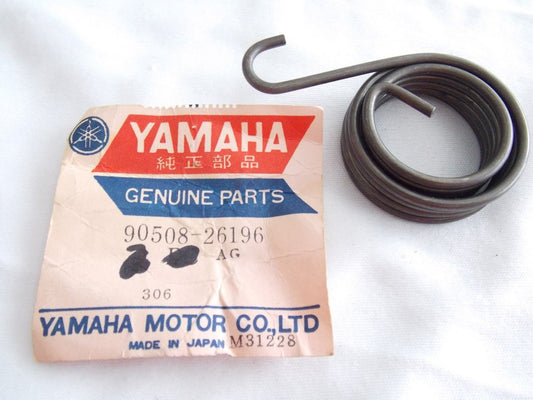 YAMAHA
純正部品
GENUINE PARTS
90508-26196
AG
306
YAMAHA MOTOR CO.,LTD
MADE IN JAPAN M31228